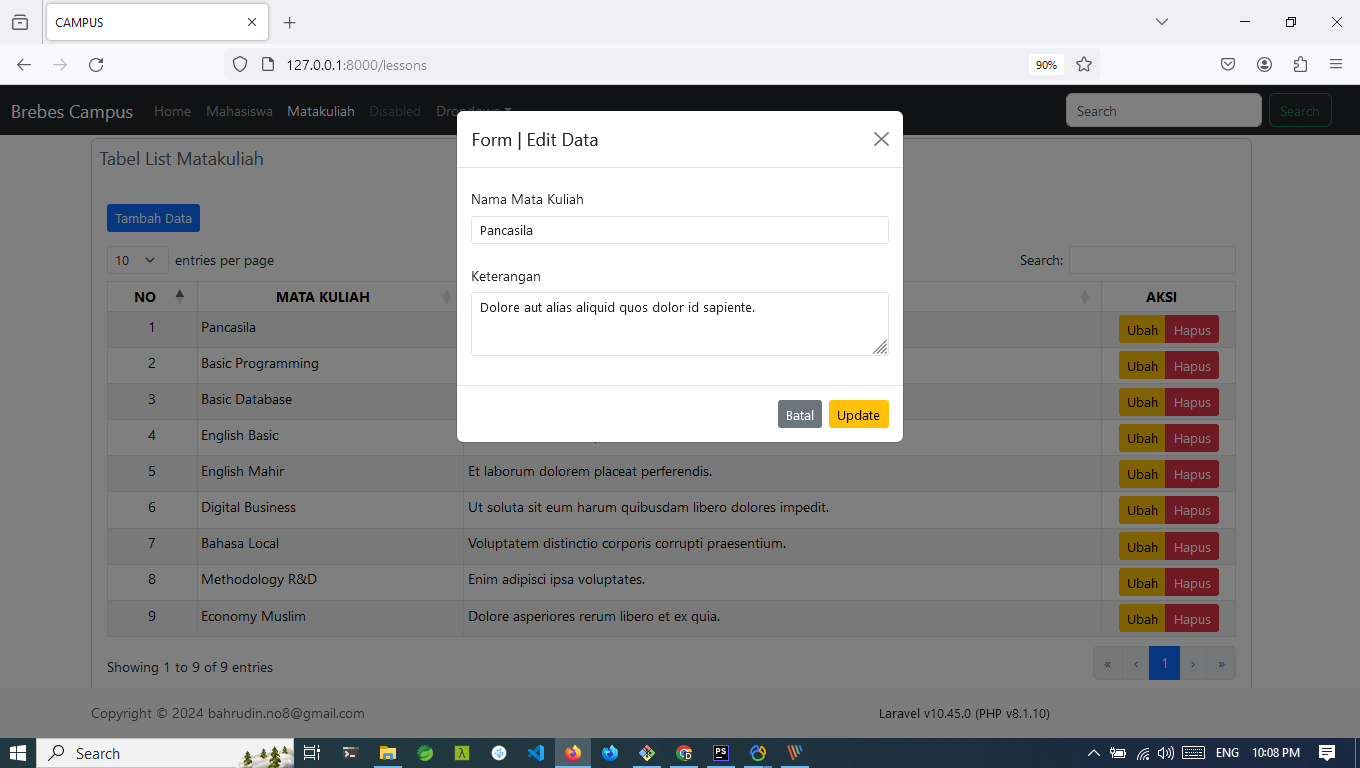 CAMPUS
127.0.0.1:8000/lessons
90%
Brebes Campus Home Mahasiswa Matakuliah Disabled Dropdown Search Search
Form | Edit Data
Tabel List Matakuliah
Nama Mata Kuliah
Tambah Data
Pancasila
10 entries per page
Search:
Keterangan
NO MATA KULIAH AKSI
Dolore aut alias aliquid quos dolor id sapiente.
1 Pancasila Ubah Hapus
2 Basic Programming Ubah Hapus
3 Basic Database Ubah Hapus
Batal Update
4 English Basic Ubah Hapus
5 English Mahir Et laborum dolorem placeat perferendis. Ubah Hapus
6 Digital Business Ut soluta sit eum harum quibusdam libero dolores impedit. Ubah Hapus
7 Bahasa Local Voluptatem distinctio corporis corrupti praesentium. Ubah Hapus
8 Methodology R&D Enim adipisci ipsa voluptates. Ubah Hapus
9 Economy Muslim Dolore asperiores rerum libero et ex quia. Ubah Hapus
Showing 1 to 9 of 9 entries
« ‹ 1 › »
Copyright © 2024 bahrudin.no8@gmail.com Laravel v10.45.0 (PHP v8.1.10)
Search ENG 10:08 PM